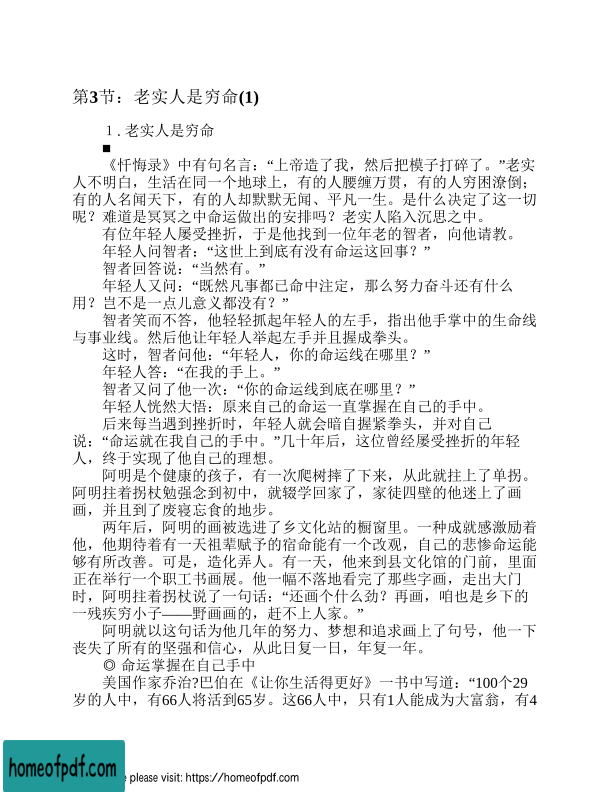 第3节：老实人是穷命(1)
１. 老实人是穷命
■
《忏悔录》中有句名言：“上帝造了我，然后把模子打碎了。”老实
人不明白，生活在同一个地球上，有的人腰缠万贯，有的人穷困潦倒；
有的人名闻天下，有的人却默默无闻、平凡一生。是什么决定了这一切
呢？难道是冥冥之中命运做出的安排吗？老实人陷入沉思之中。
有位年轻人屡受挫折，于是他找到一位年老的智者，向他请教。
年轻人问智者：“这世上到底有没有命运这回事？”
智者回答说：“当然有。”
年轻人又问：“既然凡事都已命中注定，那么努力奋斗还有什么
用？岂不是一点儿意义都没有？”
智者笑而不答，他轻轻抓起年轻人的左手，指出他手掌中的生命线
与事业线。然后他让年轻人举起左手并且握成拳头。
这时，智者问他：“年轻人，你的命运线在哪里？”
年轻人答：“在我的手上。”
智者又问了他一次：“你的命运线到底在哪里？”
年轻人恍然大悟：原来自己的命运一直掌握在自己的手中。
后来每当遇到挫折时，年轻人就会暗自握紧拳头，并对自己
说：“命运就在我自己的手中。”几十年后，这位曾经屡受挫折的年轻
人，终于实现了他自己的理想。
阿明是个健康的孩子，有一次爬树摔了下来，从此就拄上了单拐。
阿明拄着拐杖勉强念到初中，就辍学回家了，家徒四壁的他迷上了画
画，并且到了废寝忘食的地步。
两年后，阿明的画被选进了乡文化站的橱窗里。一种成就感激励着
他，他期待着有一天祖辈赋予的宿命能有一个改观，自己的悲惨命运能
够有所改善。可是，造化弄人。有一天，他来到县文化馆的门前，里面
正在举行一个职工书画展。他一幅不落地看完了那些字画，走出大门
时，阿明拄着拐杖说了一句话：“还画个什么劲？再画，咱也是乡下的
一残疾穷小子——野画画的，赶不上人家。”
阿明就以这句话为他几年的努力、梦想和追求画上了句号，他一下
丧失了所有的坚强和信心，从此日复一日，年复一年。
◎ 命运掌握在自己手中
美国作家乔治?巴伯在《让你生活得更好》一书中写道：“100个29
岁的人中，有66人将活到65岁。这66人中，只有1人能成为大富翁，有4
homeofpdf.com
e please visit: https://homeofpdf.com